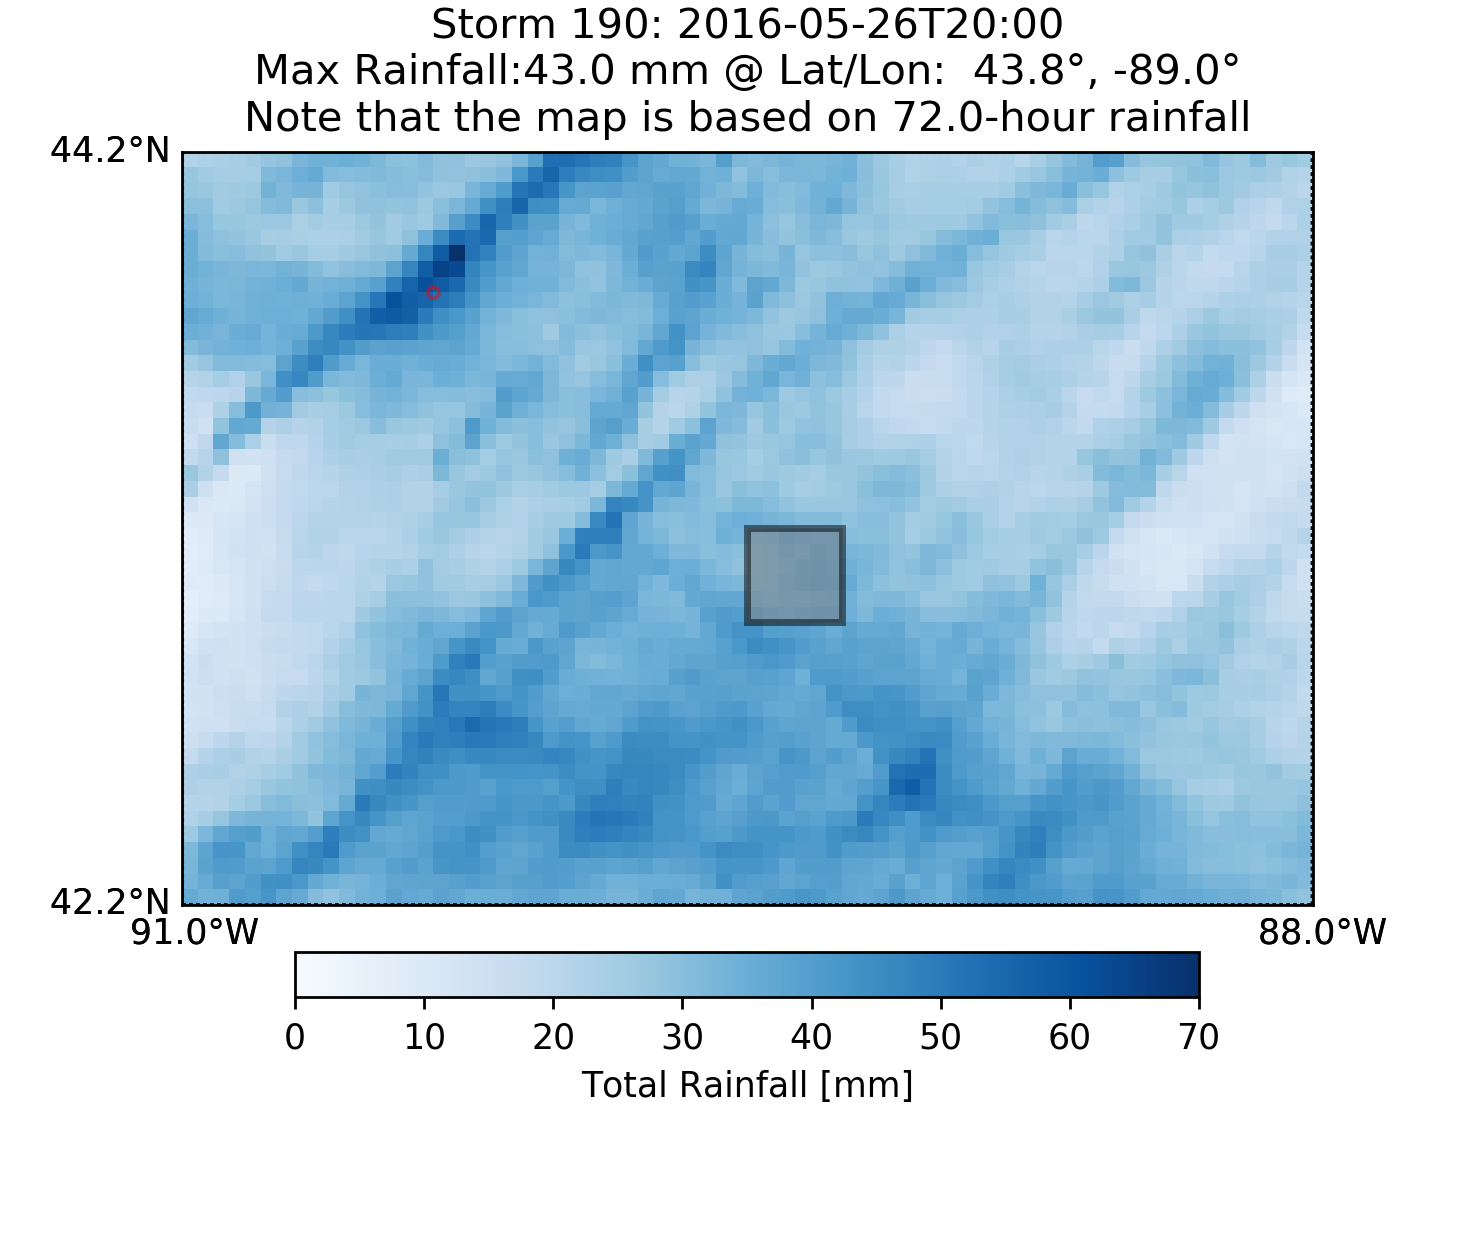 Storm 190: 2016-05-26T20:00
Max Rainfall:43.0 mm @ Lat/Lon:  43.8°, -89.0°
Note that the map is based on 72.0-hour rainfall
44.2°N
42.2°N
91.0°W 88.0°W
0 10 20 30 40 50 60 70
Total Rainfall [mm]